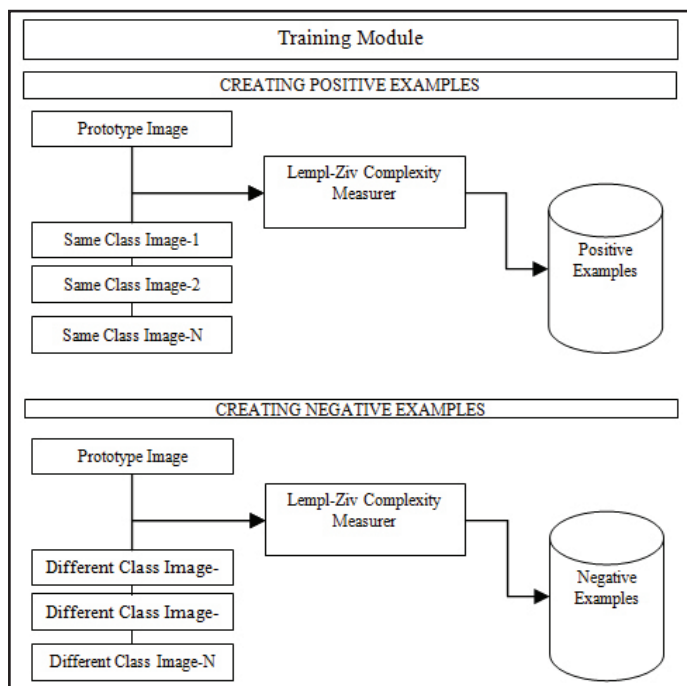 Training Module
CREATING POSITIVE EXAMPLES
Prototype Image
Lempl-Ziv Complexity
Measurer
Same Class Image-1
Same Class Image-2
Same Class Image-N
Positive
Examples
CREATING NEGATIVE EXAMPLES
Prototype Image
Lempl-Ziv Complexity
Measurer
Different Class Image-
Different Class Image-
Different Class Image-N
Negative
Examples